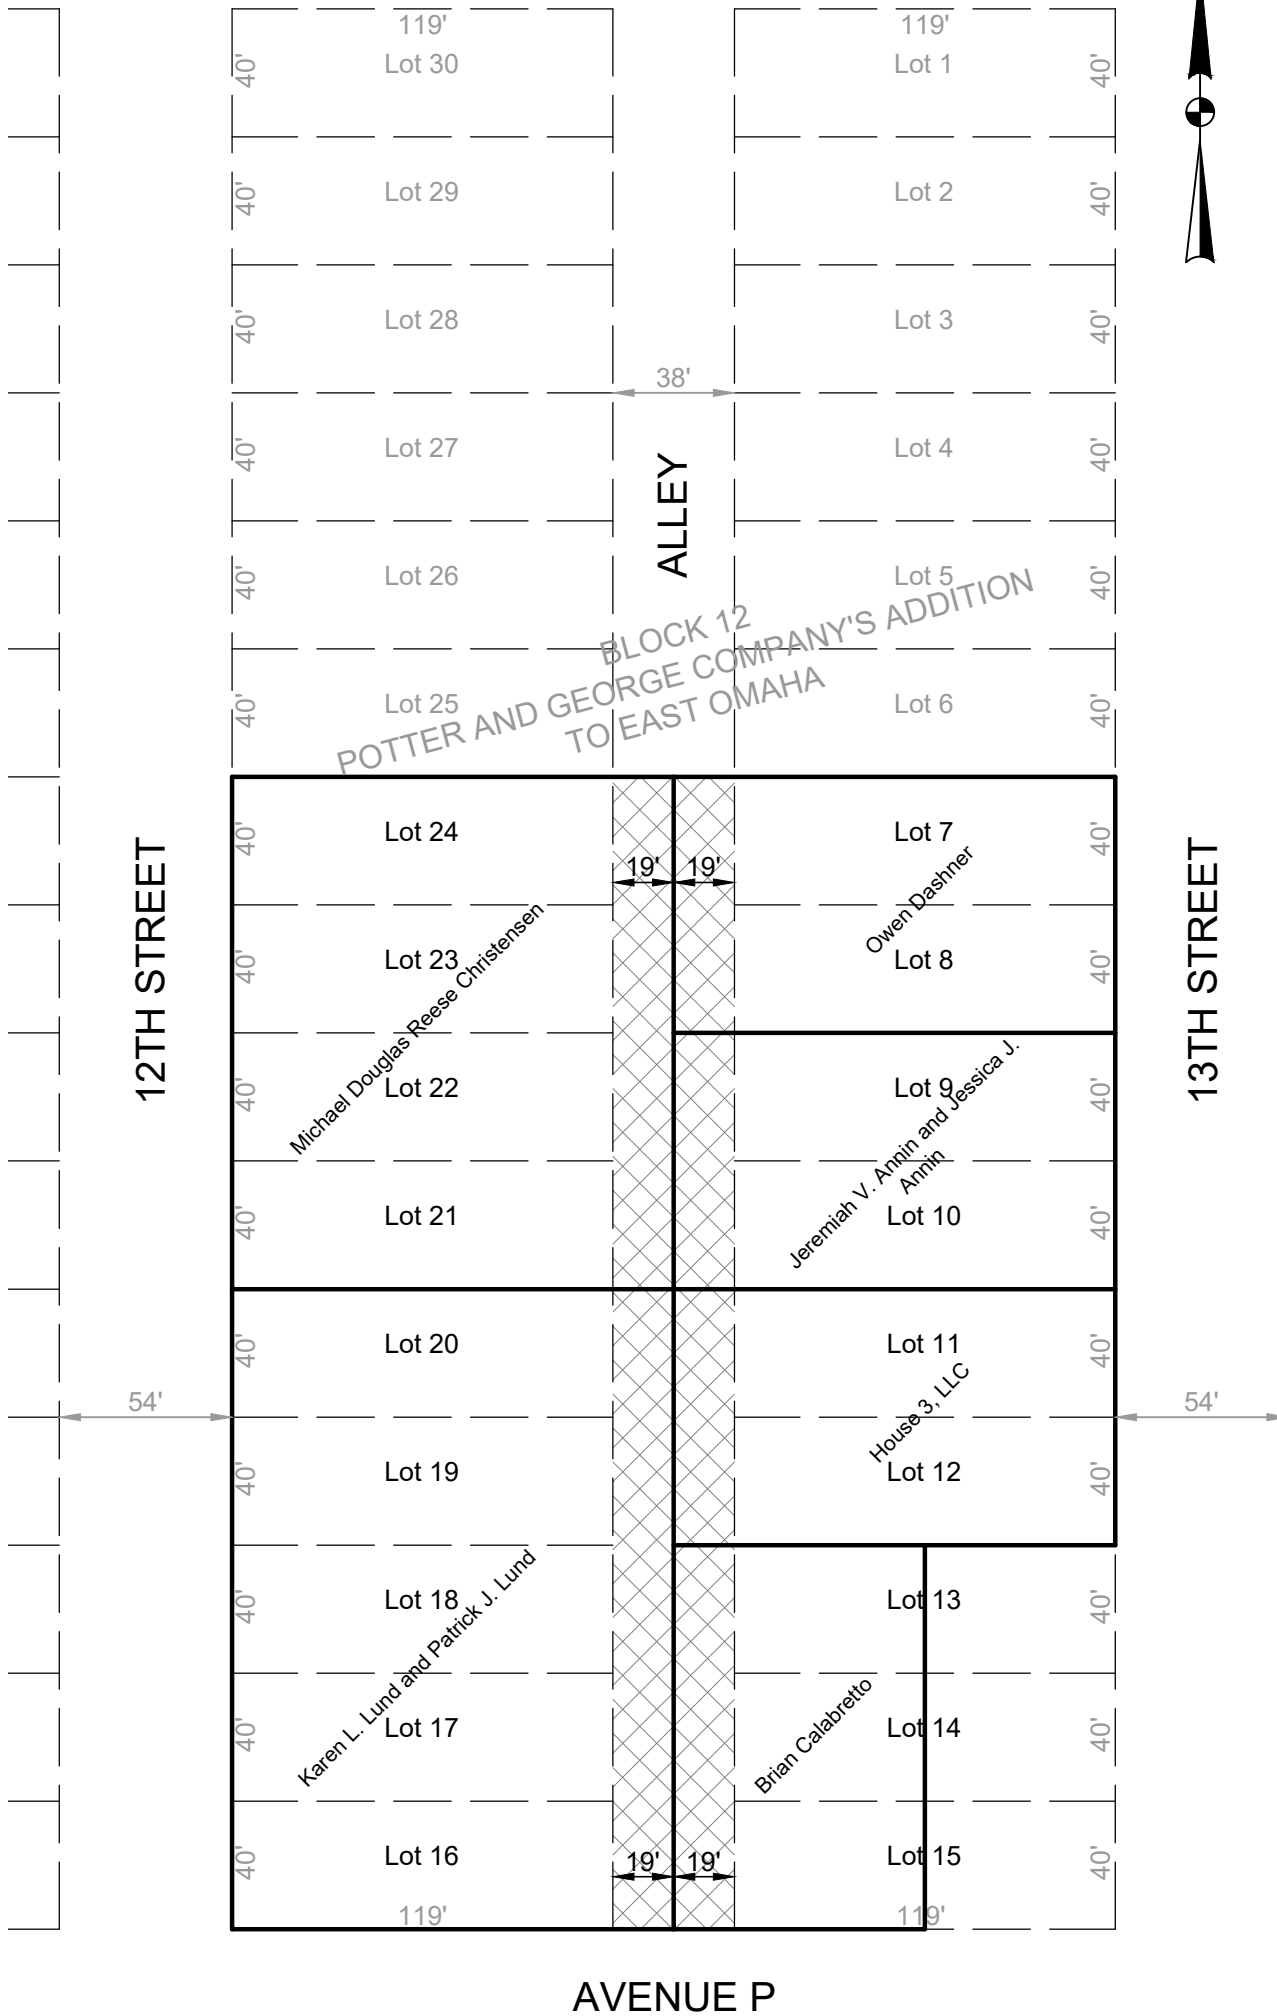 119'
119'
40'
Lot 30
Lot 1
40'
40'
Lot 29
Lot 2
40'
40'
Lot 28
Lot 3
40'
38'
40'
Lot 27
Lot 4
40'
ALLEY
40'
Lot 26
Lot 5
40'
BLOCK 12
POTTER AND GEORGE COMPANY'S ADDITION
TO EAST OMAHA
40'
Lot 25
Lot 6
40'
12TH STREET
13TH STREET
40'
Lot 24
Lot 7
40'
19'
19'
Owen Dashner
Michael Douglas Reese Christensen
40'
Lot 23
Lot 8
40'
40'
Lot 22
Lot 9
40'
Jeremiah V. Annin and Jessica J.
Annin
40'
Lot 21
Lot 10
40'
40'
Lot 20
Lot 11
40'
House 3, LLC
54'
54'
40'
Lot 19
Lot 12
40'
40'
Lot 18
Lot 13
40'
Karen L. Lund and Patrick J. Lund
Brian Calabretto
40'
Lot 17
Lot 14
40'
40'
Lot 16
19'
19'
Lot 15
40'
119'
119'
AVENUE P